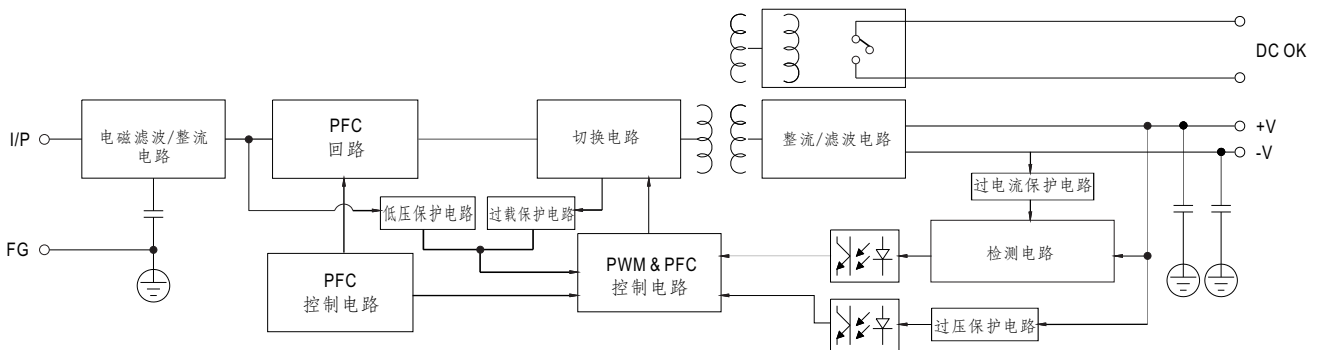 DC OK
I/P
电磁滤波/整流
电路
PFC
回路
切换电路
整流/滤波电路
+V
-V
过电流保护电路
低压保护电路
过载保护电路
FG
PFC
控制电路
PWM & PFC
控制电路
检测电路
过压保护电路